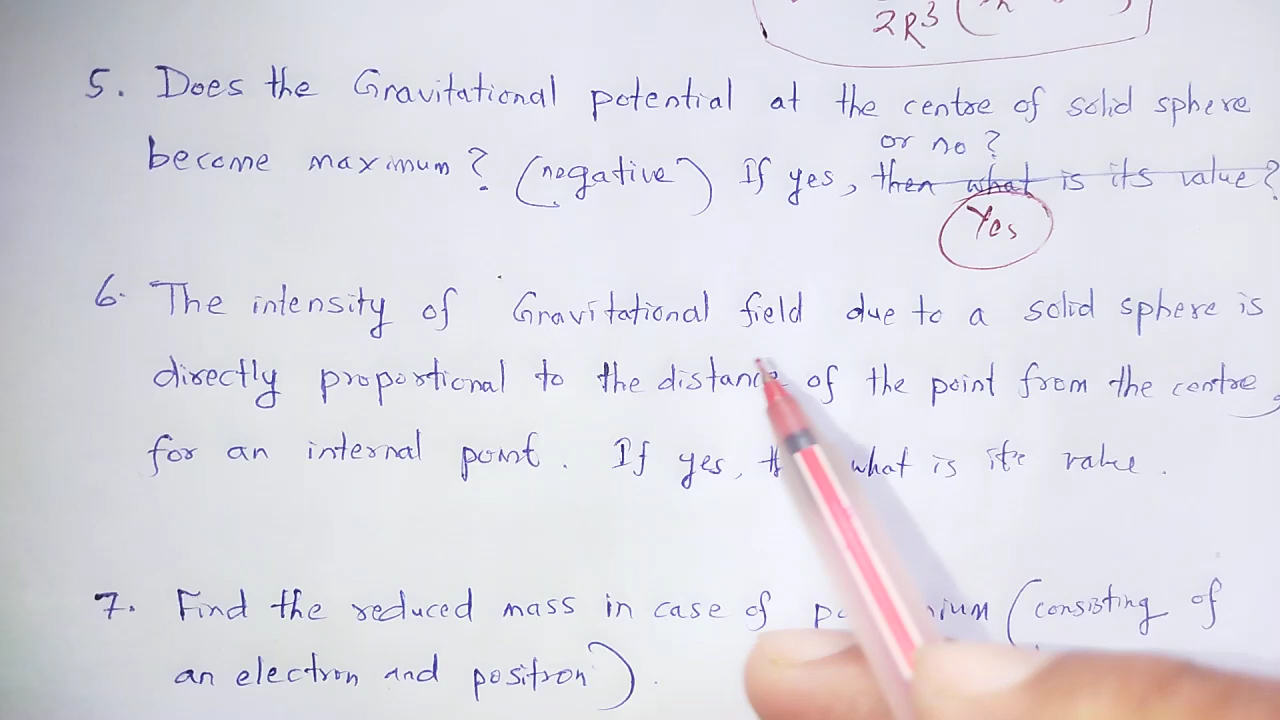 2R³ (
5. Does the Gravitational potential at the centre of solid sphere
or no?
become maximum? (negative) If yes, then what is its value?
Yes
6. The intensity of Gravitational field due to a solid sphere is
directly proportional to the distance of the point from the centre,
for an internal point. If yes, what is its value.
7. Find the reduced mass in case of (consisting of
an electron and positron).